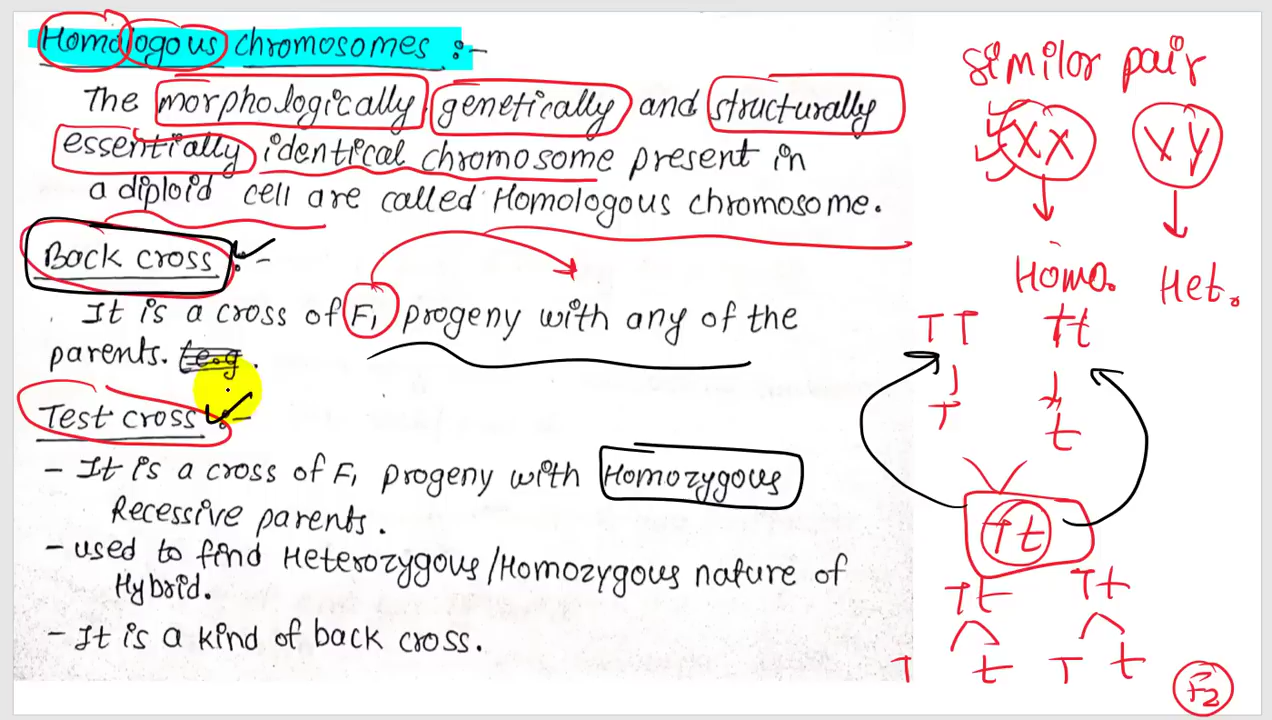 Homologous chromosomes :-
The morphologically, genetically and structurally
essentially identical chromosome present in
a diploid cell are called Homologous chromosome.
Back cross :-
It is a cross of F1 progeny with any of the
parents.
Test cross :-
- It is a cross of F1 progeny with Homozygous
Recessive parents.
- used to find Heterozygous/Homozygous nature of
Hybrid.
- It is a kind of back cross.
similor pair
XX XY
Homo. Het.
TT tt
T t
Tt
Tt Tt
T t T t
F2